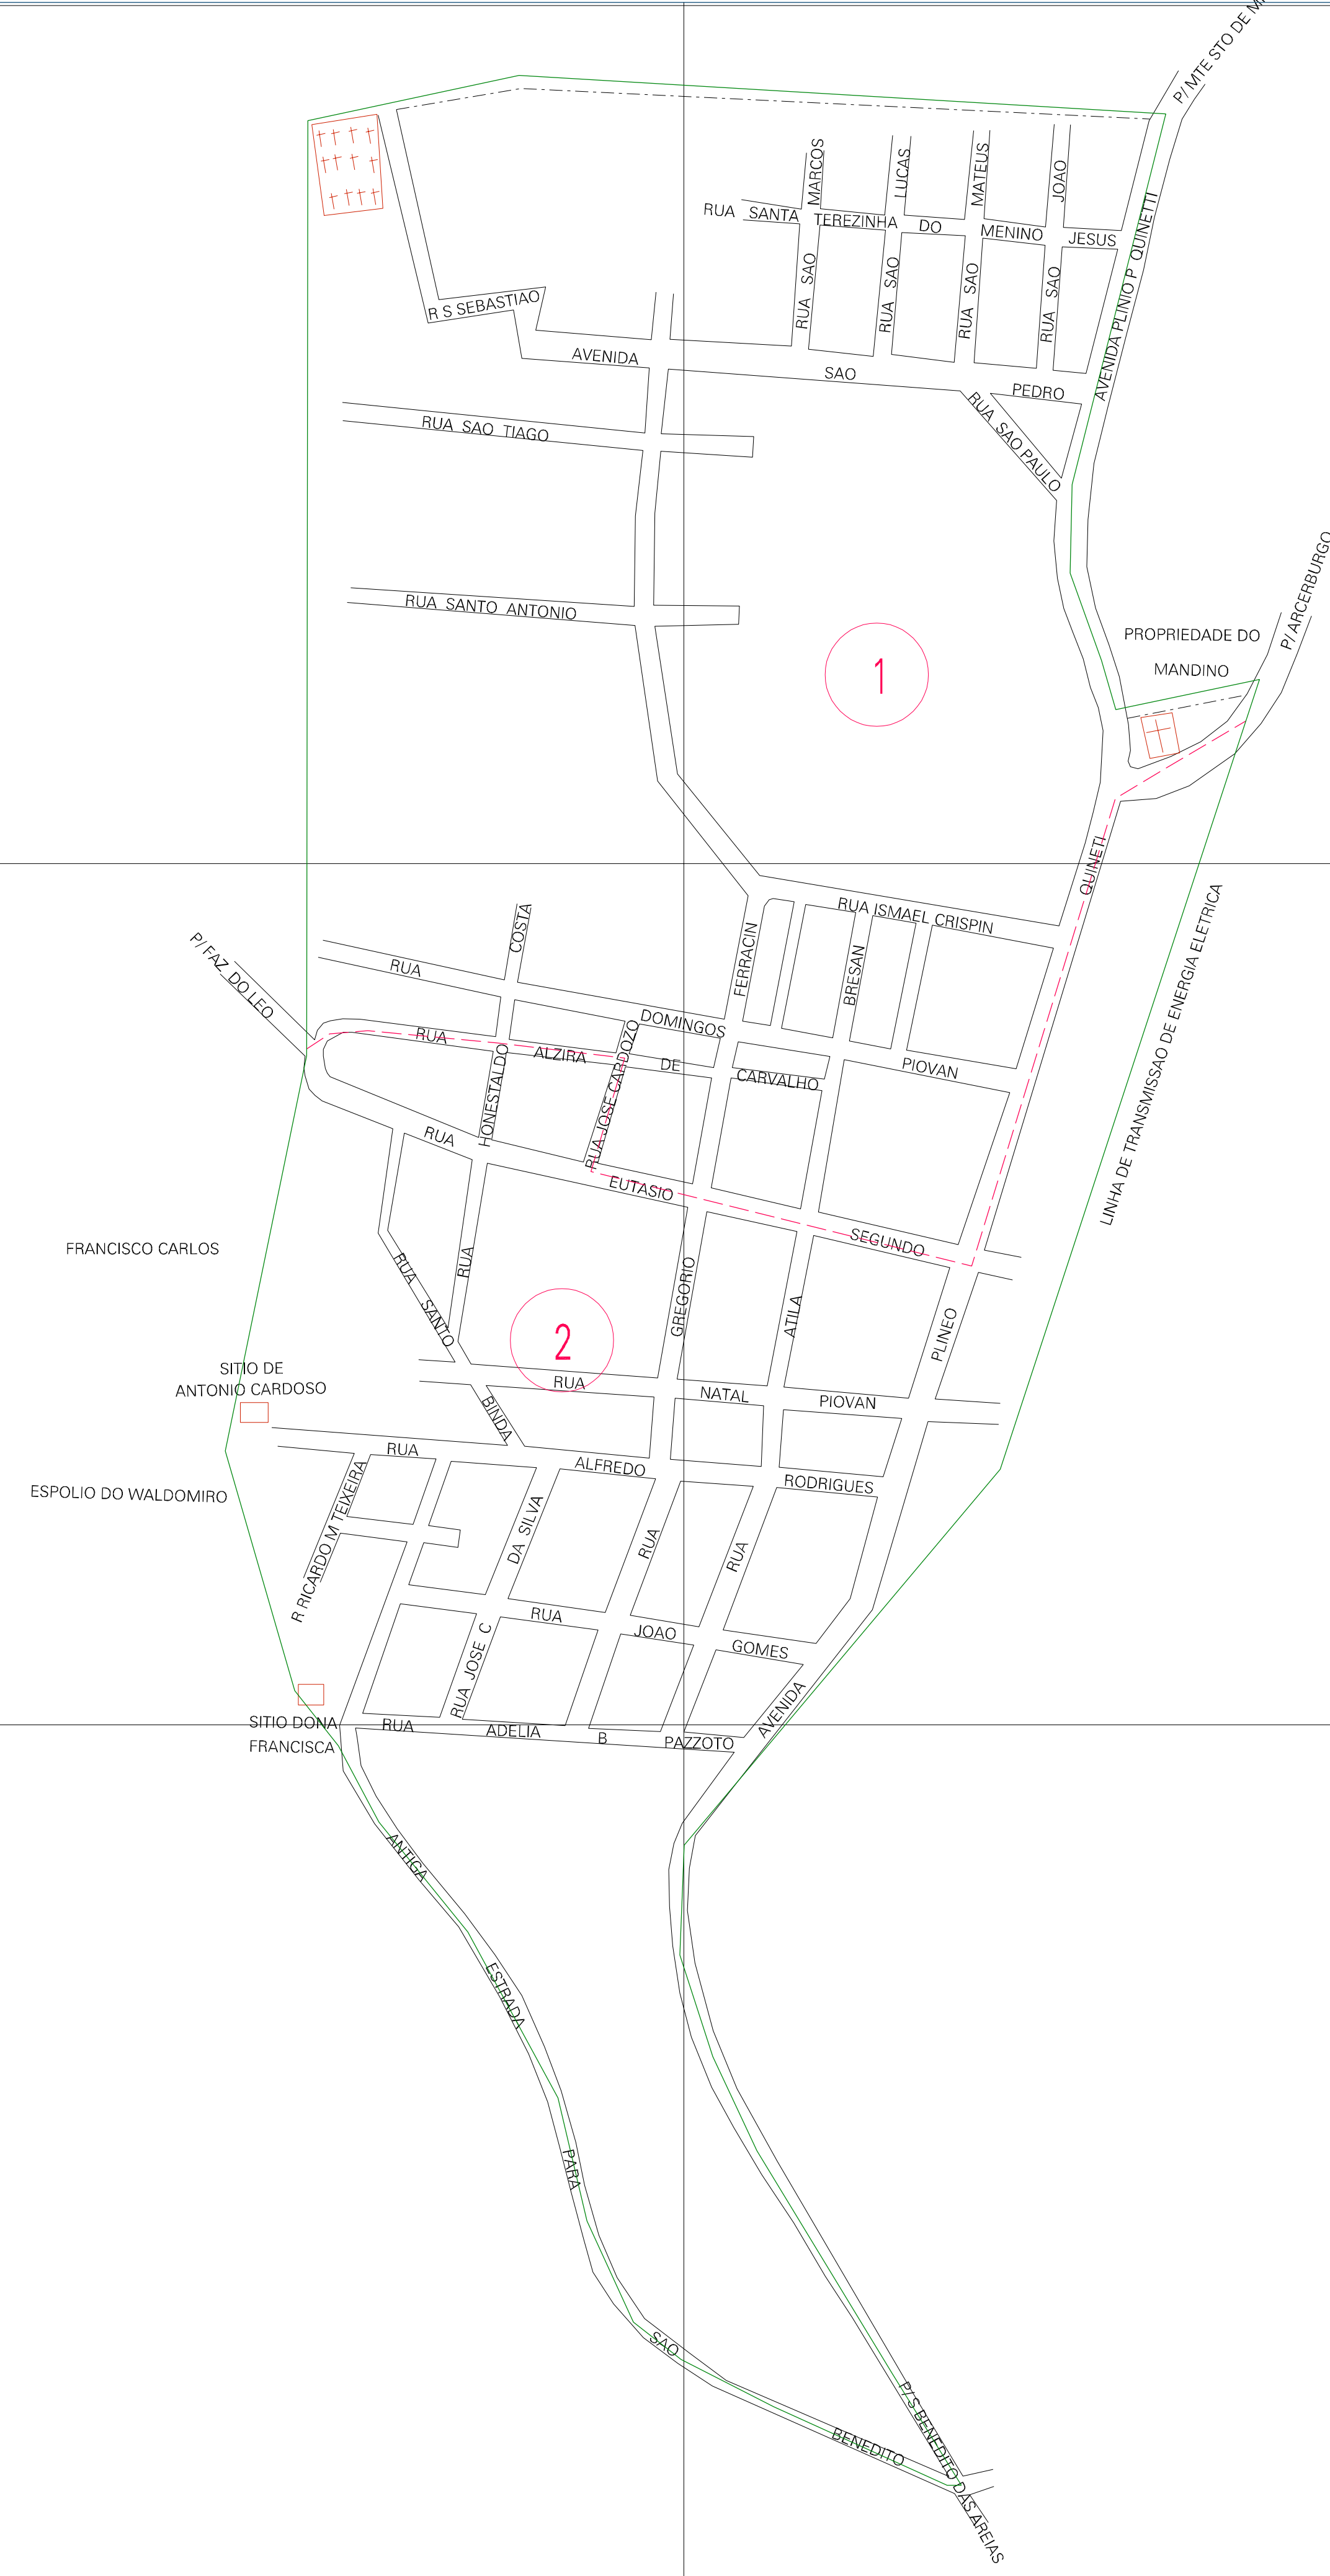 P/ MTE STO DE
RUA SAO MARCOS
RUA SAO LUCAS
RUA SAO MATEUS
RUA SAO JOAO
RUA SANTA TEREZINHA DO MENINO JESUS
AVENIDA PLINIO P QUINETTI
R S SEBASTIAO
AVENIDA SAO PEDRO
RUA SAO PAULO
RUA SAO TIAGO
RUA SANTO ANTONIO
1
PROPRIEDADE DO
MANDINO
P/ ARCERBURGO
QUINETI
RUA ISMAEL CRISPIN
COSTA
FERRACIN
BRESAN
P/ FAZ. DO LEO
RUA DOMINGOS PIOVAN
RUA ALZIRA DE CARVALHO
HONESTALDO
RUA JOSE CARDOZO
RUA EUTASIO SEGUNDO
LINHA DE TRANSMISSAO DE ENERGIA ELETRICA
FRANCISCO CARLOS
RUA SANTO BINDA
RUA
GREGORIO
ATILA
PLINEO
2
SITIO DE
ANTONIO CARDOSO
RUA NATAL PIOVAN
RUA ALFREDO RODRIGUES
ESPOLIO DO WALDOMIRO
R RICARDO M TEIXEIRA
DA SILVA
RUA
RUA
RUA JOAO GOMES
RUA JOSE C
AVENIDA
SITIO DONA
FRANCISCA
RUA ADELIA B PAZZOTO
ANTIGA ESTRADA PARA SAO BENEDITO
P/ S BENEDITO DAS AREIAS